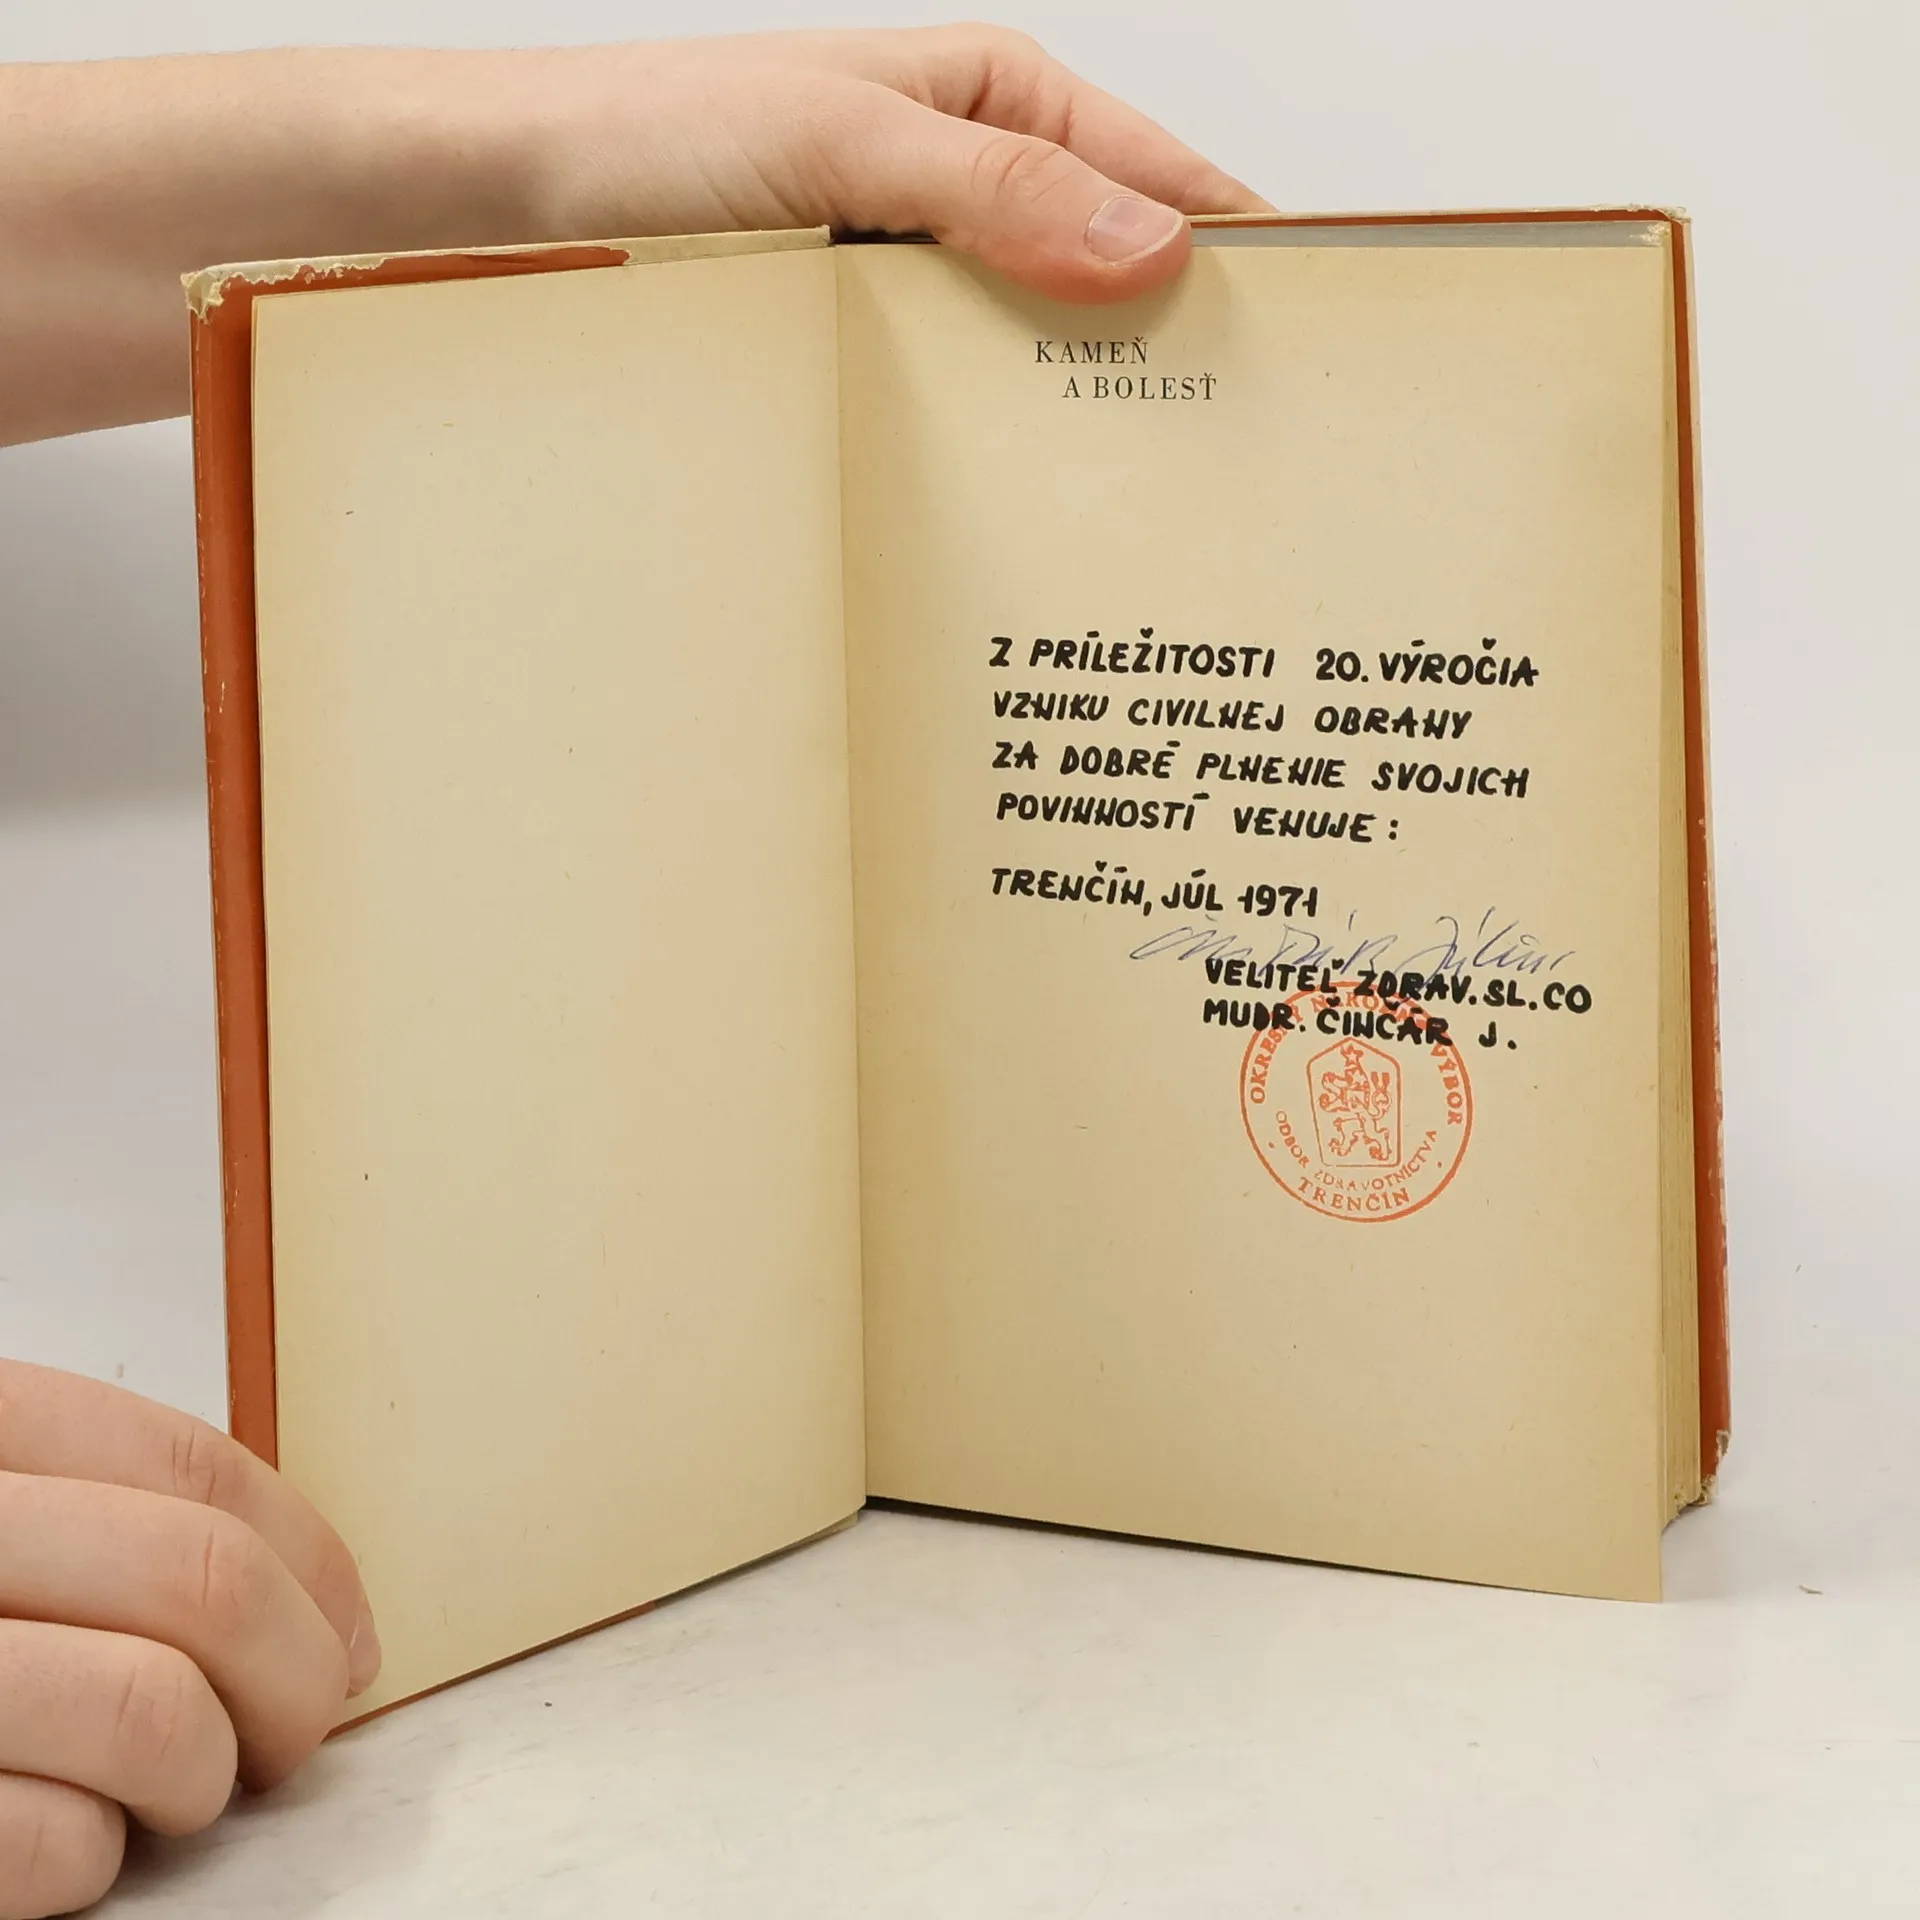 KAMEŇ
A BOLESŤ
Z PRÍLEŽITOSTI 20. VÝROČIA
VZNIKU CIVILNEJ OBRANY
ZA DOBRÉ PLNENIE SVOJICH
POVINNOSTÍ VENUJE:
TRENČÍN, JÚL 1971
VELITEĽ ZDRAV. SL. CO
MUDR. ČINČÁR J.
OKRESNÝ NÁRODNÝ VÝBOR
ODBOR ZDRAVOTNÍCTVA
TRENČÍN